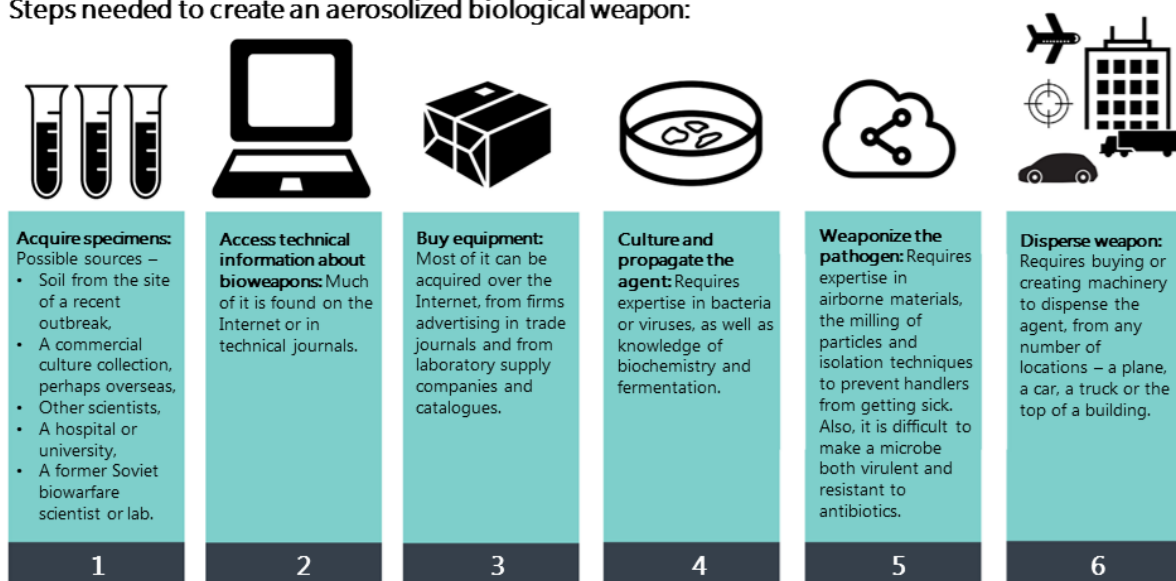 Steps needed to create an aerosolized biological weapon:
Acquire specimens:
Possible sources –
• Soil from the site
of a recent
outbreak,
• A commercial
culture collection,
perhaps overseas,
• Other scientists,
• A hospital or
university,
• A former Soviet
biowarfare
scientist or lab.
1
Access technical
information about
bioweapons: Much
of it is found on the
Internet or in
technical journals.
2
Buy equipment:
Most of it can be
acquired over the
Internet, from firms
advertising in trade
journals and from
laboratory supply
companies and
catalogues.
3
Culture and
propagate the
agent: Requires
expertise in bacteria
or viruses, as well as
knowledge of
biochemistry and
fermentation.
4
Weaponize the
pathogen: Requires
expertise in
airborne materials,
the milling of
particles and
isolation techniques
to prevent handlers
from getting sick.
Also, it is difficult to
make a microbe
both virulent and
resistant to
antibiotics.
5
Disperse weapon:
Requires buying or
creating machinery
to dispense the
agent, from any
number of
locations – a plane,
a car, a truck or the
top of a building.
6